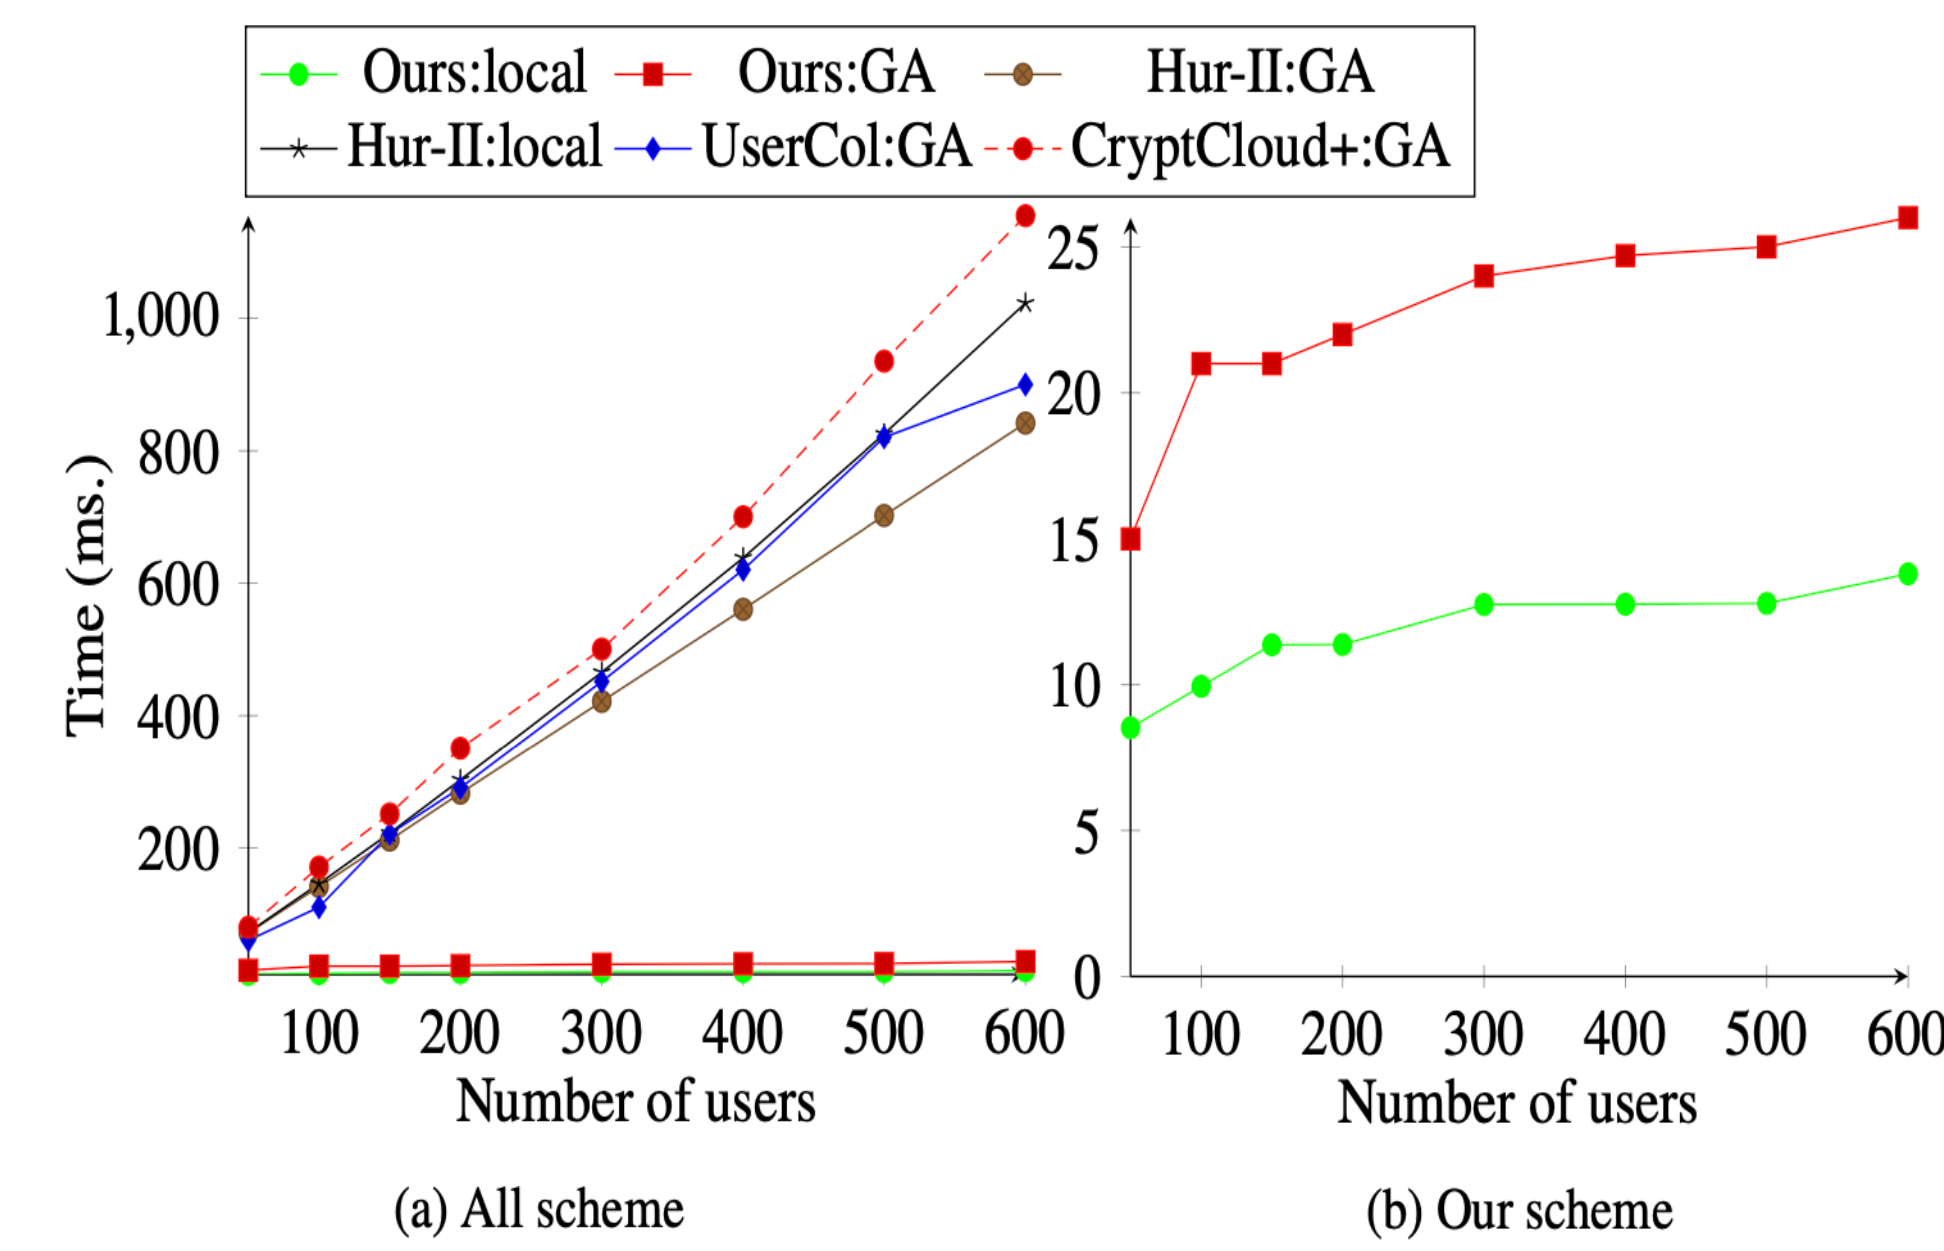 Ours:local Ours:GA Hur-II:GA
Hur-II:local UserCol:GA CryptCloud+:GA
Time (ms.)
1,000
800
600
400
200
100 200 300 400 500 600
Number of users
(a) All scheme
25
20
15
10
5
0
100 200 300 400 500 600
Number of users
(b) Our scheme